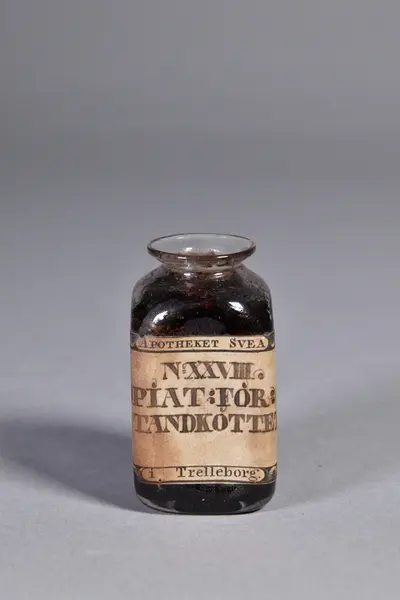 APOTHEKET SVEA
N.XXVIII.
PIAT: FÖR
TANDKÖTTE
i Trelleborg.